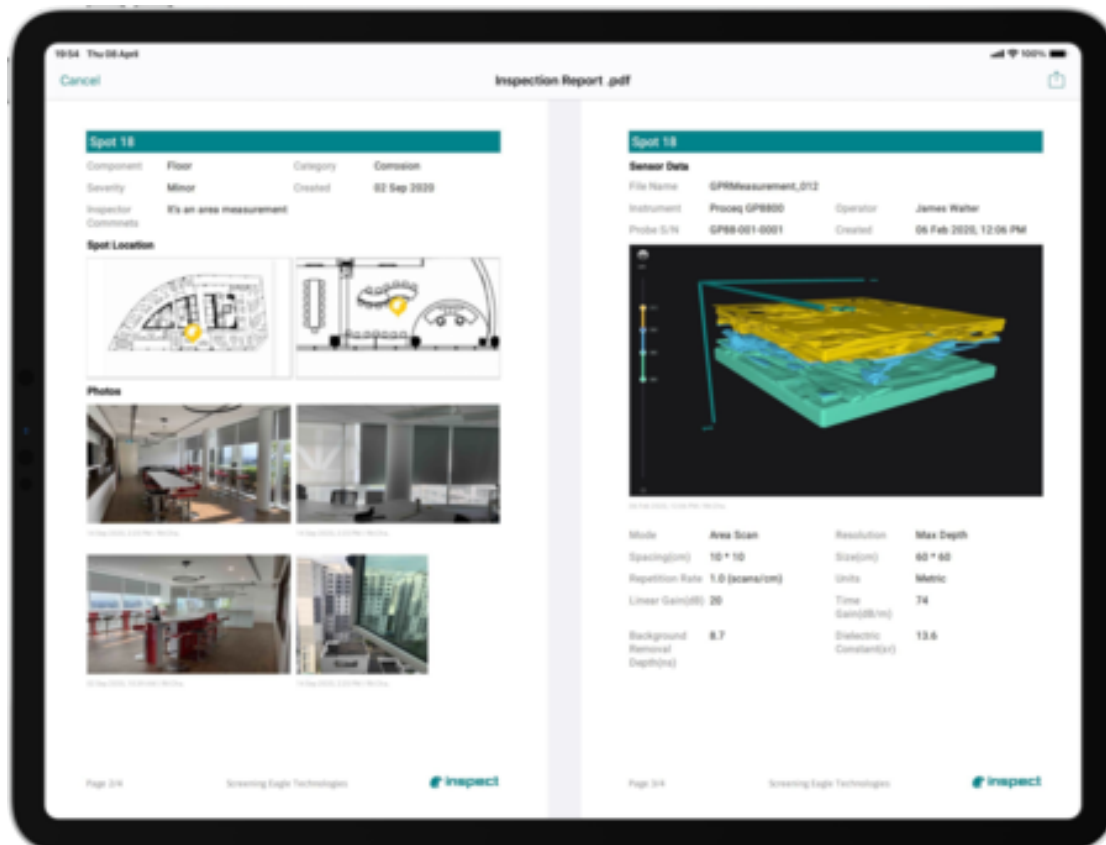 19:54 Thu 08 April
100%
Cancel
Inspection Report .pdf
Spot 18
Component Floor Category Corrosion
Severity Minor Created 02 Sep 2020
Inspector Commnets It's an area measurement
Spot Location
Photos
Page 2/4 Screening Eagle Technologies inspect
Spot 18
Sensor Data
File Name GPRMeasurement_012
Instrument Proceq GP8800 Operator James Walter
Probe S/N GP88-001-0001 Created 06 Feb 2020, 12:06 PM
Mode Area Scan Resolution Max Depth
Spacing(cm) 10 * 10 Size(cm) 60 * 60
Repetition Rate 1.0 (scans/cm) Units Metric
Linear Gain(dB) 20 Time Gain(dB/m) 74
Background Removal Depth(ns) 8.7 Dielectric Constant(εr) 13.6
Page 3/4 Screening Eagle Technologies inspect